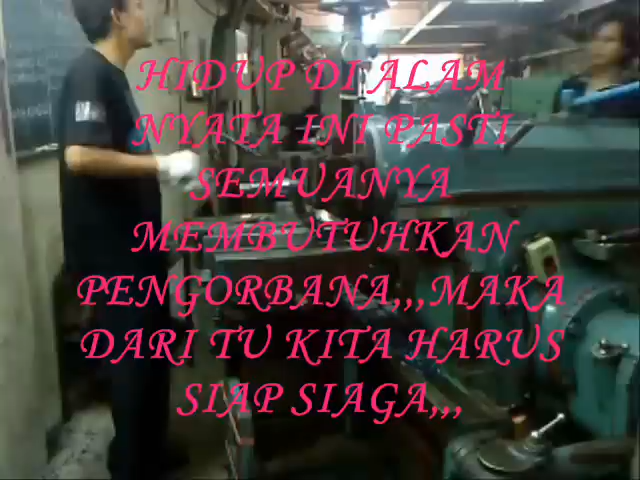 HIDUP DI ALAM
NYATA INI PASTI
SEMUANYA
MEMBUTUHKAN
PENGORBANA,,,MAKA
DARI TU KITA HARUS
SIAP SIAGA,,,